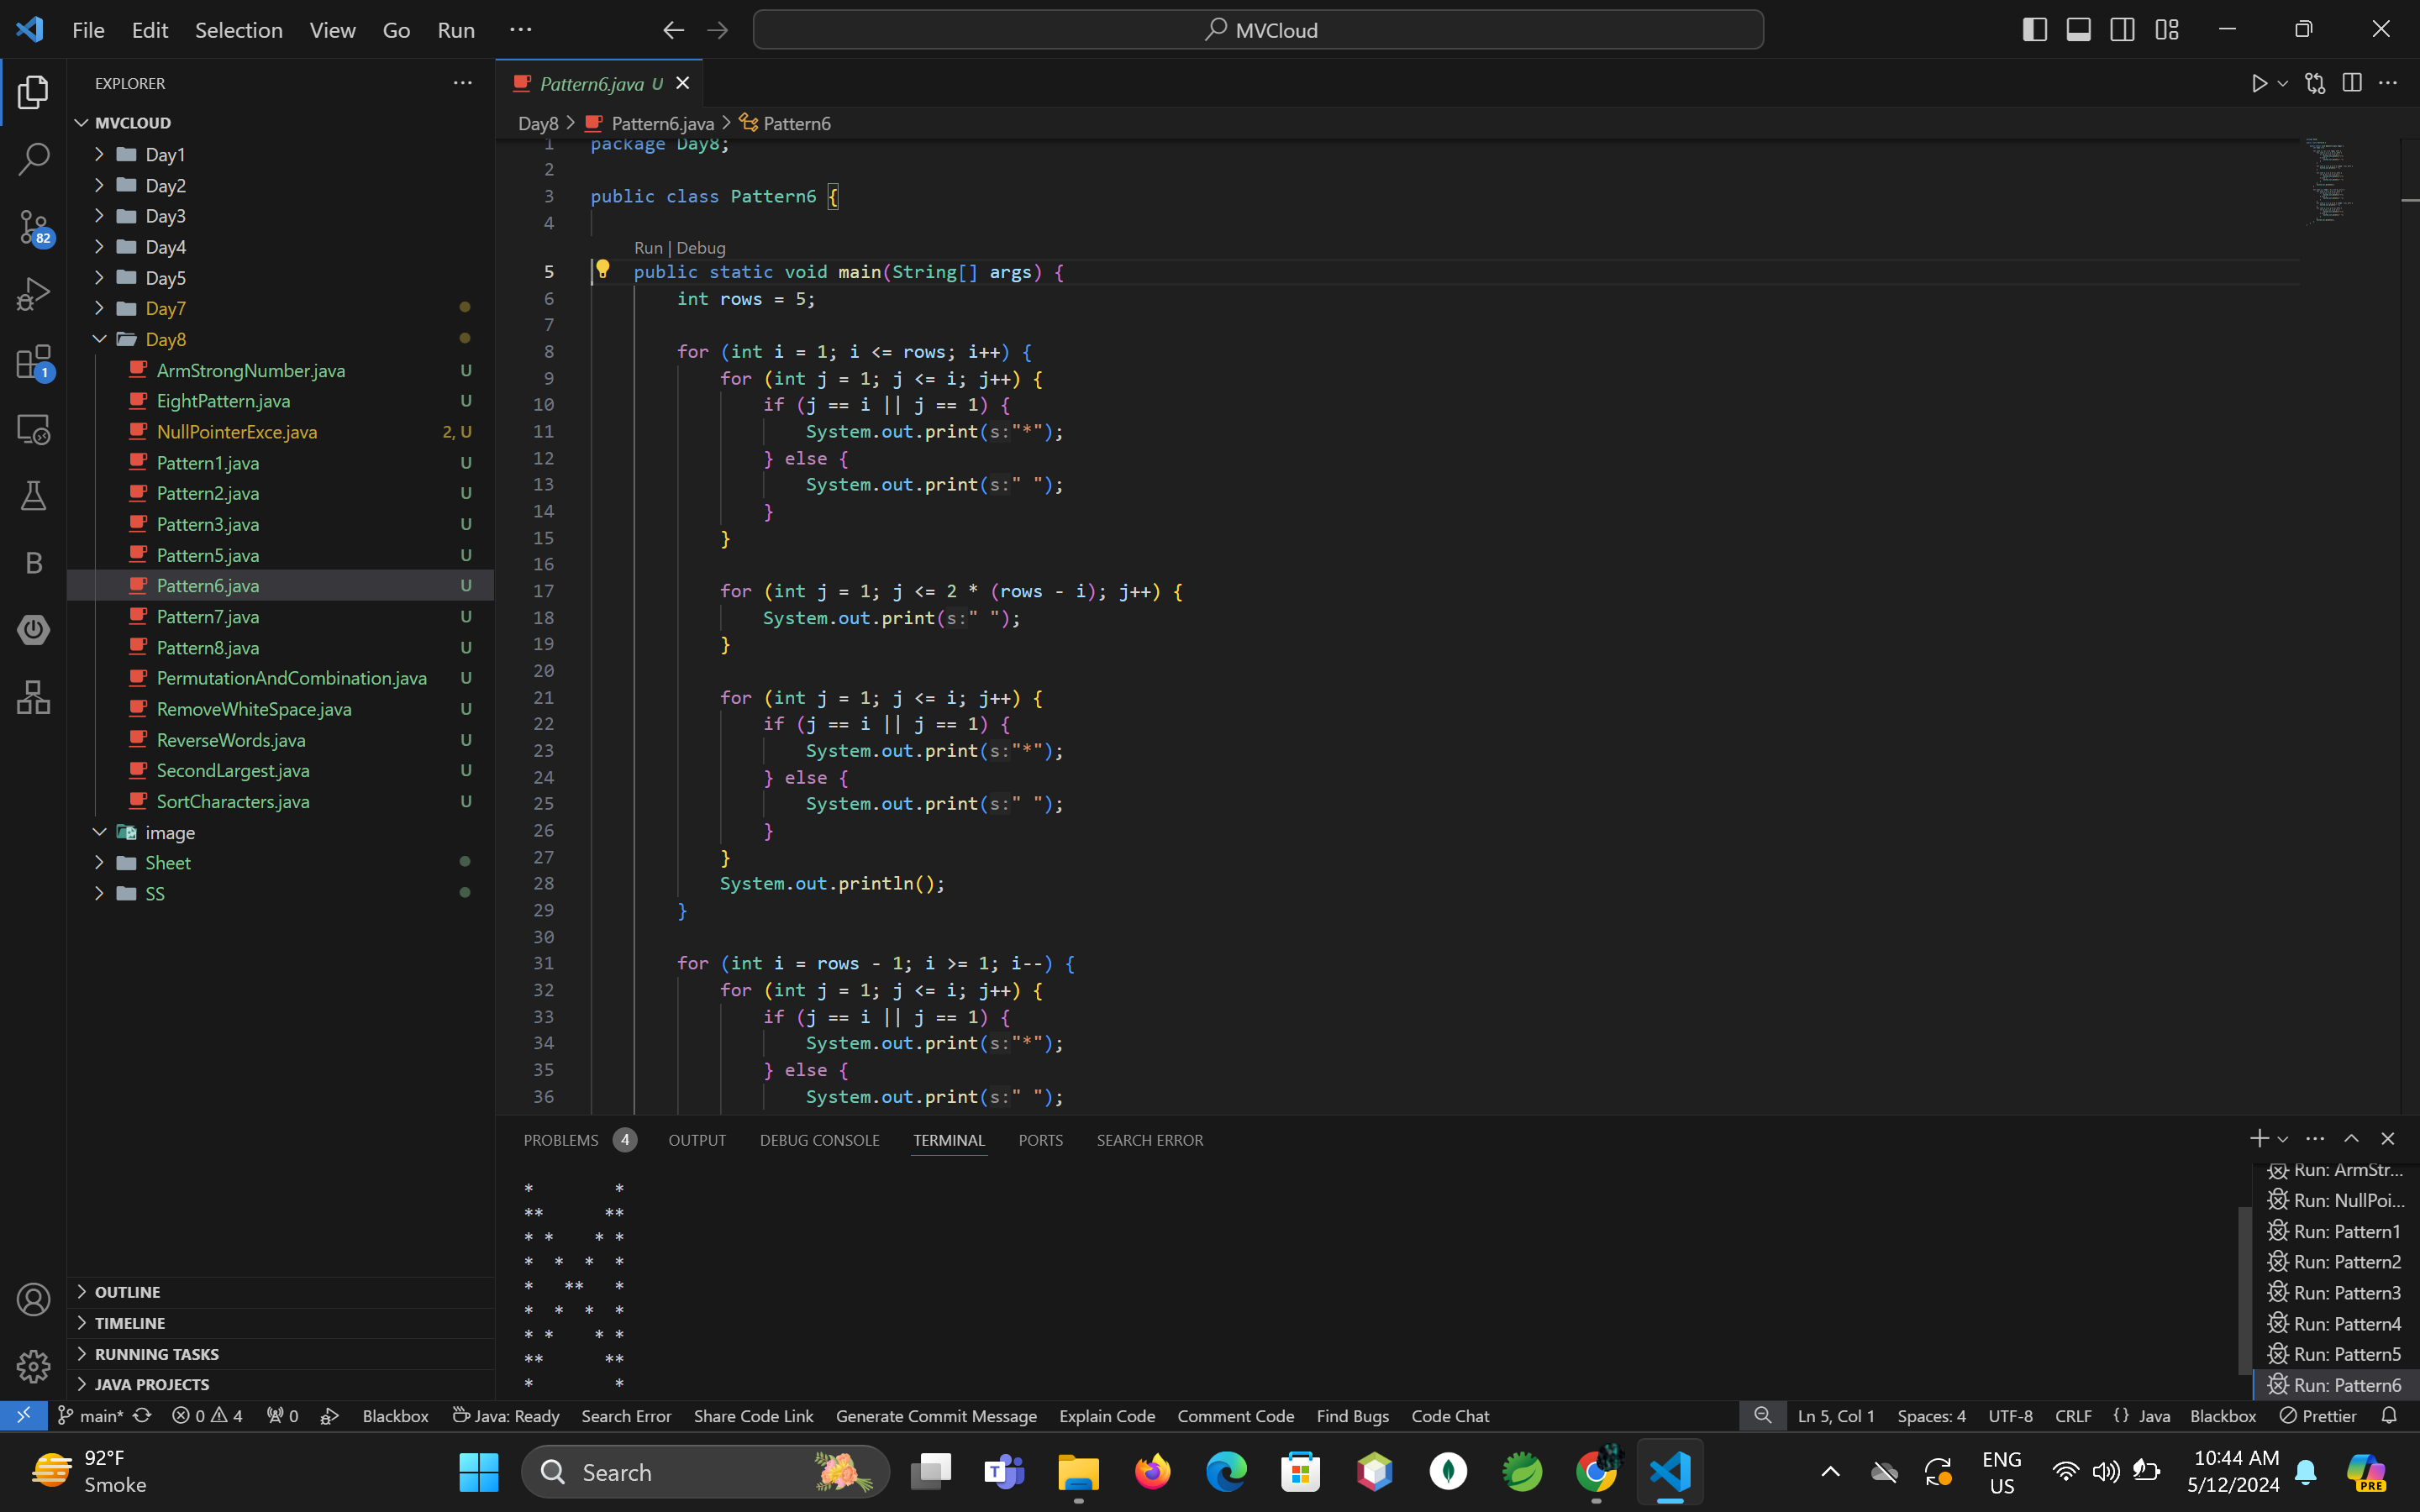 File Edit Selection View Go Run ···
MVCloud
EXPLORER
MVCLOUD
Day1
Day2
Day3
Day4
Day5
Day7
Day8
ArmStrongNumber.java U
EightPattern.java U
NullPointerExce.java 2, U
Pattern1.java U
Pattern2.java U
Pattern3.java U
Pattern5.java U
Pattern6.java U
Pattern7.java U
Pattern8.java U
PermutationAndCombination.java U
RemoveWhiteSpace.java U
ReverseWords.java U
SecondLargest.java U
SortCharacters.java U
image
Sheet
SS
OUTLINE
TIMELINE
RUNNING TASKS
JAVA PROJECTS
82
1
B
Pattern6.java U
Day8 > Pattern6.java > Pattern6
1 package Day8;
2
3 public class Pattern6 {
4
Run | Debug
5 public static void main(String[] args) {
6 int rows = 5;
7
8 for (int i = 1; i <= rows; i++) {
9 for (int j = 1; j <= i; j++) {
10 if (j == i || j == 1) {
11 System.out.print(s:"*");
12 } else {
13 System.out.print(s:" ");
14 }
15 }
16
17 for (int j = 1; j <= 2 * (rows - i); j++) {
18 System.out.print(s:" ");
19 }
20
21 for (int j = 1; j <= i; j++) {
22 if (j == i || j == 1) {
23 System.out.print(s:"*");
24 } else {
25 System.out.print(s:" ");
26 }
27 }
28 System.out.println();
29 }
30
31 for (int i = rows - 1; i >= 1; i--) {
32 for (int j = 1; j <= i; j++) {
33 if (j == i || j == 1) {
34 System.out.print(s:"*");
35 } else {
36 System.out.print(s:" ");
PROBLEMS 4 OUTPUT DEBUG CONSOLE TERMINAL PORTS SEARCH ERROR
*        *
**      **
* *    * *
*  *  *  *
*   **   *
*  *  *  *
* *    * *
**      **
*        *
Run: ArmStr...
Run: NullPoi...
Run: Pattern1
Run: Pattern2
Run: Pattern3
Run: Pattern4
Run: Pattern5
Run: Pattern6
main* 0 4 0 Blackbox Java: Ready Search Error Share Code Link Generate Commit Message Explain Code Comment Code Find Bugs Code Chat Ln 5, Col 1 Spaces: 4 UTF-8 CRLF {} Java Blackbox Prettier
92°F
Smoke
Search
ENG
US
10:44 AM
5/12/2024
PRE